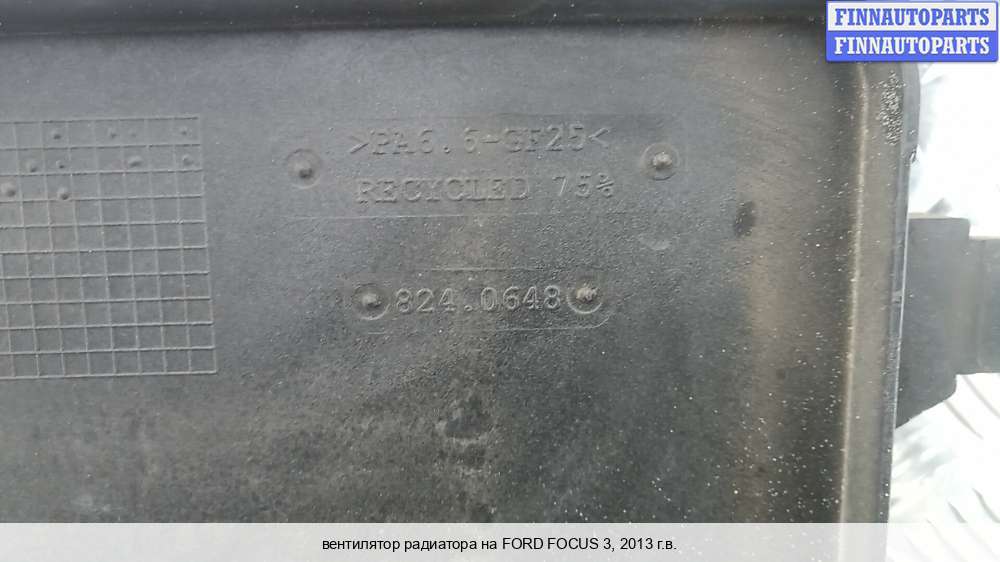 FINNAUTOPARTS
FINNAUTOPARTS
>PA6.6-GF25<
RECYCLED 75%
824.0648
вентилятор радиатора на FORD FOCUS 3, 2013 г.в.